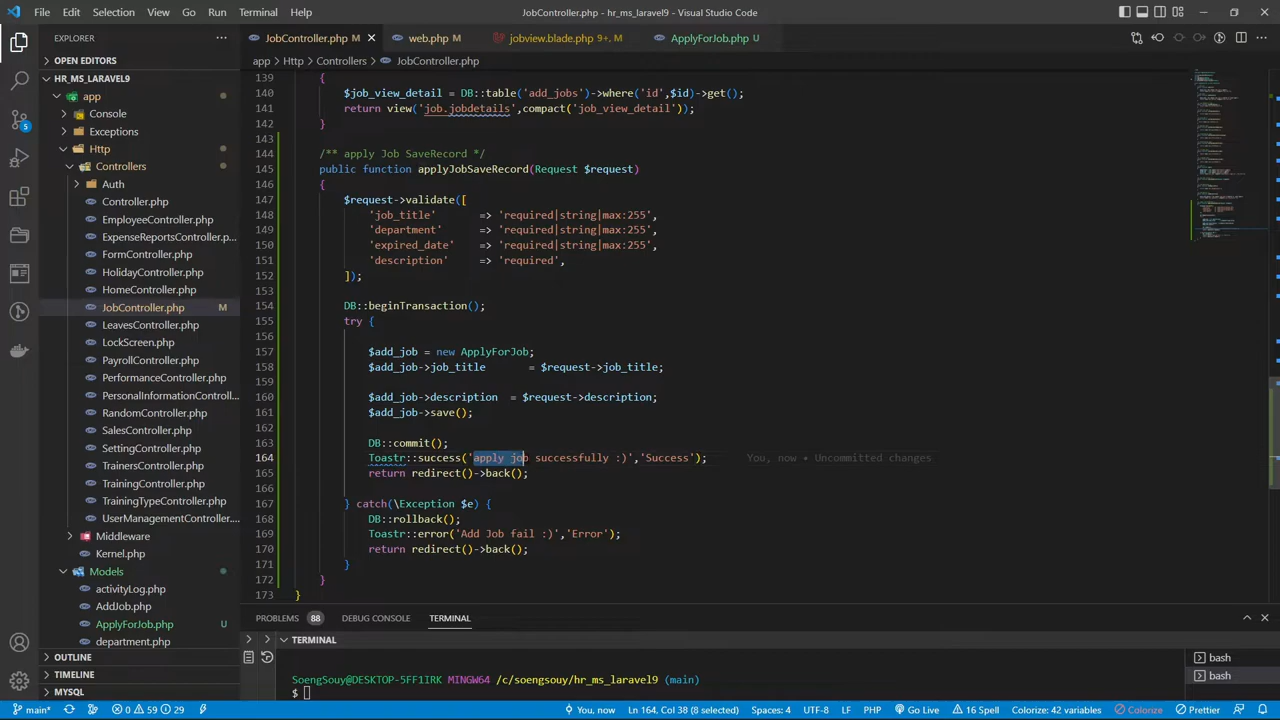 File Edit Selection View Go Run Terminal Help
JobController.php - hr_ms_laravel9 - Visual Studio Code
EXPLORER
JobController.php
web.php M
jobview.blade.php 9+, M
ApplyForJob.php U
OPEN EDITORS
app > Http > Controllers > JobController.php
HR_MS_LARAVEL9
app
Console
Exceptions
Http
Controllers
Auth
Controller.php
EmployeeController.php
ExpenseReportsController.p...
FormController.php
HolidayController.php
HomeController.php
JobController.php M
LeavesController.php
LockScreen.php
PayrollController.php
PerformanceController.php
PersonalInformationControll...
RandomController.php
SalesController.php
SettingController.php
TrainersController.php
TrainingController.php
TrainingTypeController.php
UserManagementController....
Middleware
Kernel.php
Models
activityLog.php
AddJob.php
ApplyForJob.php U
department.php
OUTLINE
TIMELINE
MYSQL
139 {
140 $job_view_detail = DB::table('add_jobs')->where('id',$id)->get();
141 return view('job.jobdetails',compact('job_view_detail'));
142 }
143
144 /** apply Job SaveRecord */
145 public function applyJobSaveRecord(Request $request)
146 {
147 $request->validate([
148 'job_title' => 'required|string|max:255',
149 'department' => 'required|string|max:255',
150 'expired_date' => 'required|string|max:255',
151 'description' => 'required',
152 ]);
153
154 DB::beginTransaction();
155 try {
156
157 $add_job = new ApplyForJob;
158 $add_job->job_title = $request->job_title;
159
160 $add_job->description = $request->description;
161 $add_job->save();
162
163 DB::commit();
164 Toastr::success('apply job successfully :)','Success'); You, now • Uncommitted changes
165 return redirect()->back();
166
167 } catch(\Exception $e) {
168 DB::rollback();
169 Toastr::error('Add Job fail :)','Error');
170 return redirect()->back();
171 }
172 }
173 }
PROBLEMS 88 DEBUG CONSOLE TERMINAL
TERMINAL
SoengSouy@DESKTOP-5FF1IRK MINGW64 /c/soengsouy/hr_ms_laravel9 (main)
$
bash
bash
5
main* 0 59 29 You, now Ln 164, Col 38 (8 selected) Spaces: 4 UTF-8 LF PHP Go Live 16 Spell Colorize: 42 variables Colorize Prettier